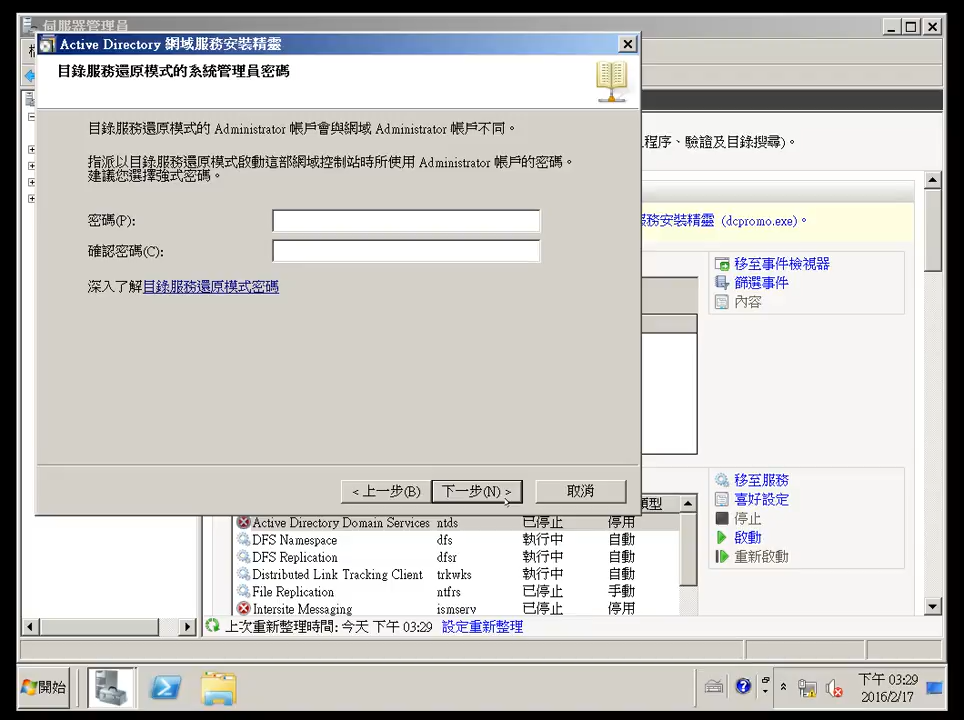 伺服器管理員
Active Directory 網域服務安裝精靈
目錄服務還原模式的系統管理員密碼
目錄服務還原模式的 Administrator 帳戶會與網域 Administrator 帳戶不同。
指派以目錄服務還原模式啟動這部網域控制站時所使用 Administrator 帳戶的密碼。
建議您選擇強式密碼。
密碼(P):
確認密碼(C):
深入了解目錄服務還原模式密碼
< 上一步(B)
下一步(N) >
取消
程序、驗證及目錄搜尋)。
服務安裝精靈 (dcpromo.exe)。
移至事件檢視器
篩選事件
內容
移至服務
喜好設定
停止
啟動
重新啟動
類型
Active Directory Domain Services ntds 已停止 停用
DFS Namespace dfs 執行中 自動
DFS Replication dfsr 執行中 自動
Distributed Link Tracking Client trkwks 執行中 自動
File Replication ntfrs 已停止 手動
Intersite Messaging ismserv 已停止 停用
上次重新整理時間: 今天 下午 03:29 設定重新整理
開始
下午 03:29
2016/2/17